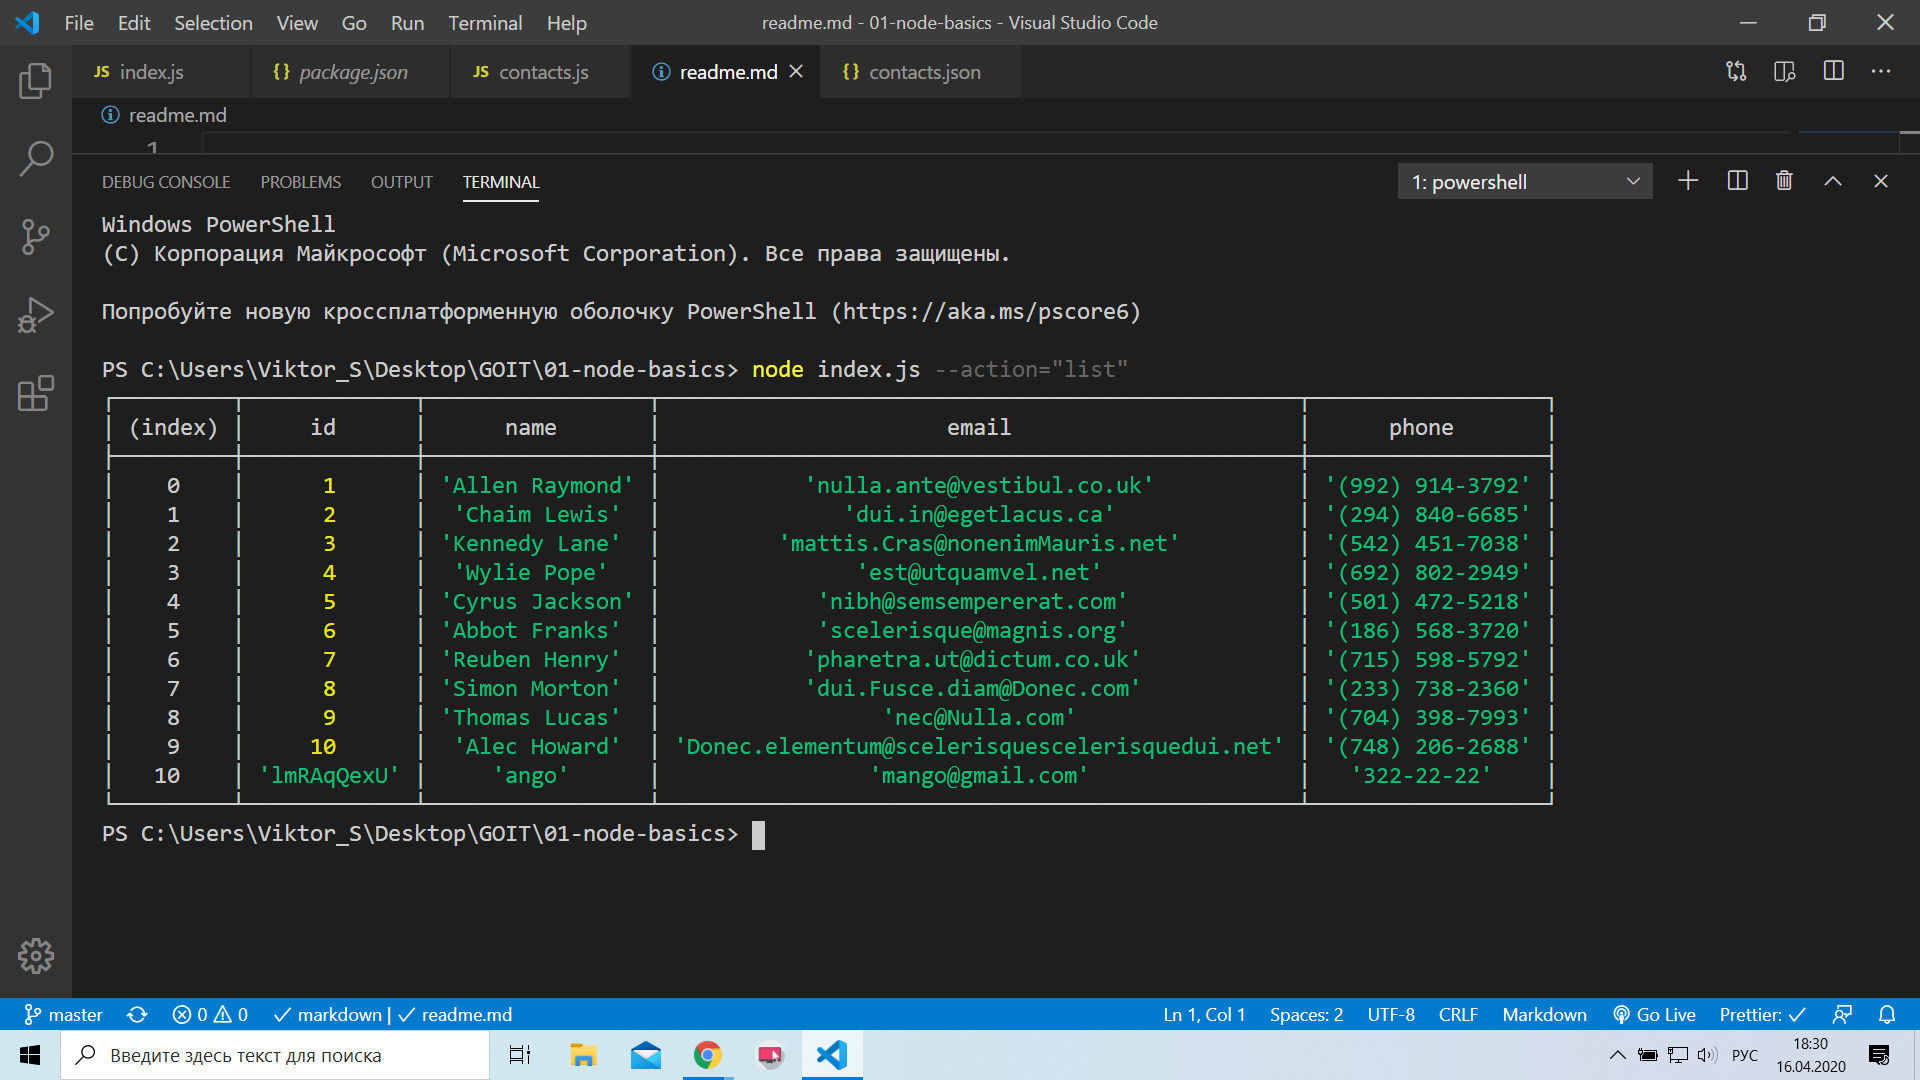 File Edit Selection View Go Run Terminal Help readme.md - 01-node-basics - Visual Studio Code
JS index.js {} package.json JS contacts.js readme.md {} contacts.json
readme.md
1
DEBUG CONSOLE PROBLEMS OUTPUT TERMINAL 1: powershell
Windows PowerShell
(C) Корпорация Майкрософт (Microsoft Corporation). Все права защищены.
Попробуйте новую кроссплатформенную оболочку PowerShell (https://aka.ms/pscore6)
PS C:\Users\Viktor_S\Desktop\GOIT\01-node-basics> node index.js --action="list"
(index) id name email phone
0 1 'Allen Raymond' 'nulla.ante@vestibul.co.uk' '(992) 914-3792'
1 2 'Chaim Lewis' 'dui.in@egetlacus.ca' '(294) 840-6685'
2 3 'Kennedy Lane' 'mattis.Cras@nonenimMauris.net' '(542) 451-7038'
3 4 'Wylie Pope' 'est@utquamvel.net' '(692) 802-2949'
4 5 'Cyrus Jackson' 'nibh@semsempererat.com' '(501) 472-5218'
5 6 'Abbot Franks' 'scelerisque@magnis.org' '(186) 568-3720'
6 7 'Reuben Henry' 'pharetra.ut@dictum.co.uk' '(715) 598-5792'
7 8 'Simon Morton' 'dui.Fusce.diam@Donec.com' '(233) 738-2360'
8 9 'Thomas Lucas' 'nec@Nulla.com' '(704) 398-7993'
9 10 'Alec Howard' 'Donec.elementum@scelerisquescelerisquedui.net' '(748) 206-2688'
10 'lmRAqQexU' 'ango' 'mango@gmail.com' '322-22-22'
PS C:\Users\Viktor_S\Desktop\GOIT\01-node-basics>
master 0 0 markdown | readme.md Ln 1, Col 1 Spaces: 2 UTF-8 CRLF Markdown Go Live Prettier:
Введите здесь текст для поиска РУС 18:30
16.04.2020